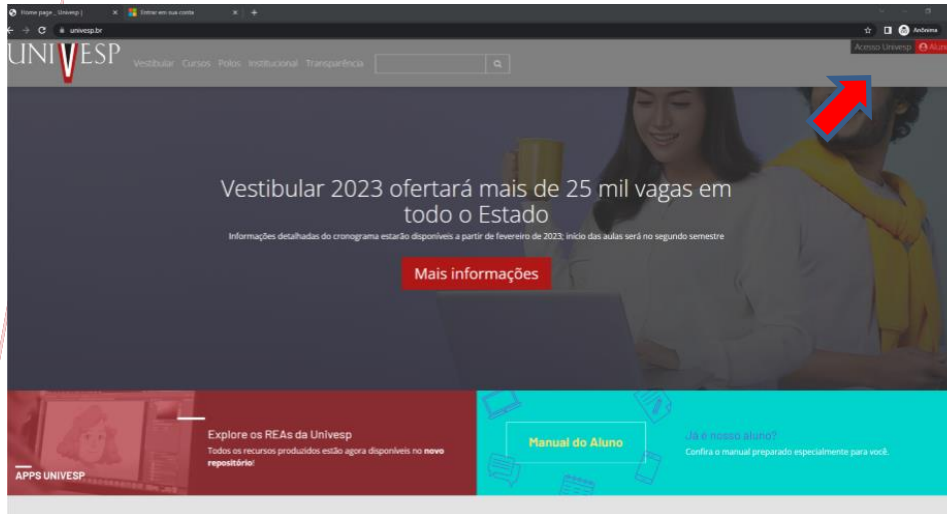 Home page _ Univesp |
Entrar em sua conta
univesp.br
Anônima
UNIVESP
Vestibular Cursos Polos Institucional Transparência
Acesso Univesp
Aluno
Vestibular 2023 ofertará mais de 25 mil vagas em
todo o Estado
Informações detalhadas do cronograma estarão disponíveis a partir de fevereiro de 2023; início das aulas será no segundo semestre
Mais informações
APPS UNIVESP
Explore os REAs da Univesp
Todos os recursos produzidos estão agora disponíveis no novo
repositório!
Manual do Aluno
Já é nosso aluno?
Confira o manual preparado especialmente para você.